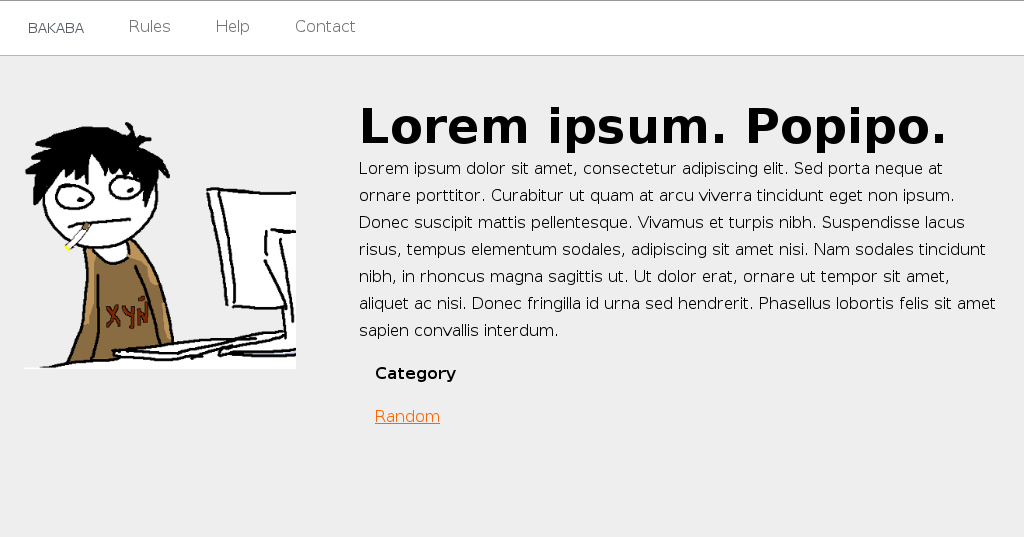 BAKABA Rules Help Contact
Lorem ipsum. Popipo.
Lorem ipsum dolor sit amet, consectetur adipiscing elit. Sed porta neque at
ornare porttitor. Curabitur ut quam at arcu viverra tincidunt eget non ipsum.
Donec suscipit mattis pellentesque. Vivamus et turpis nibh. Suspendisse lacus
risus, tempus elementum sodales, adipiscing sit amet nisi. Nam sodales tincidunt
nibh, in rhoncus magna sagittis ut. Ut dolor erat, ornare ut tempor sit amet,
aliquet ac nisi. Donec fringilla id urna sed hendrerit. Phasellus lobortis felis sit amet
sapien convallis interdum.
ХУЙ
Category
Random